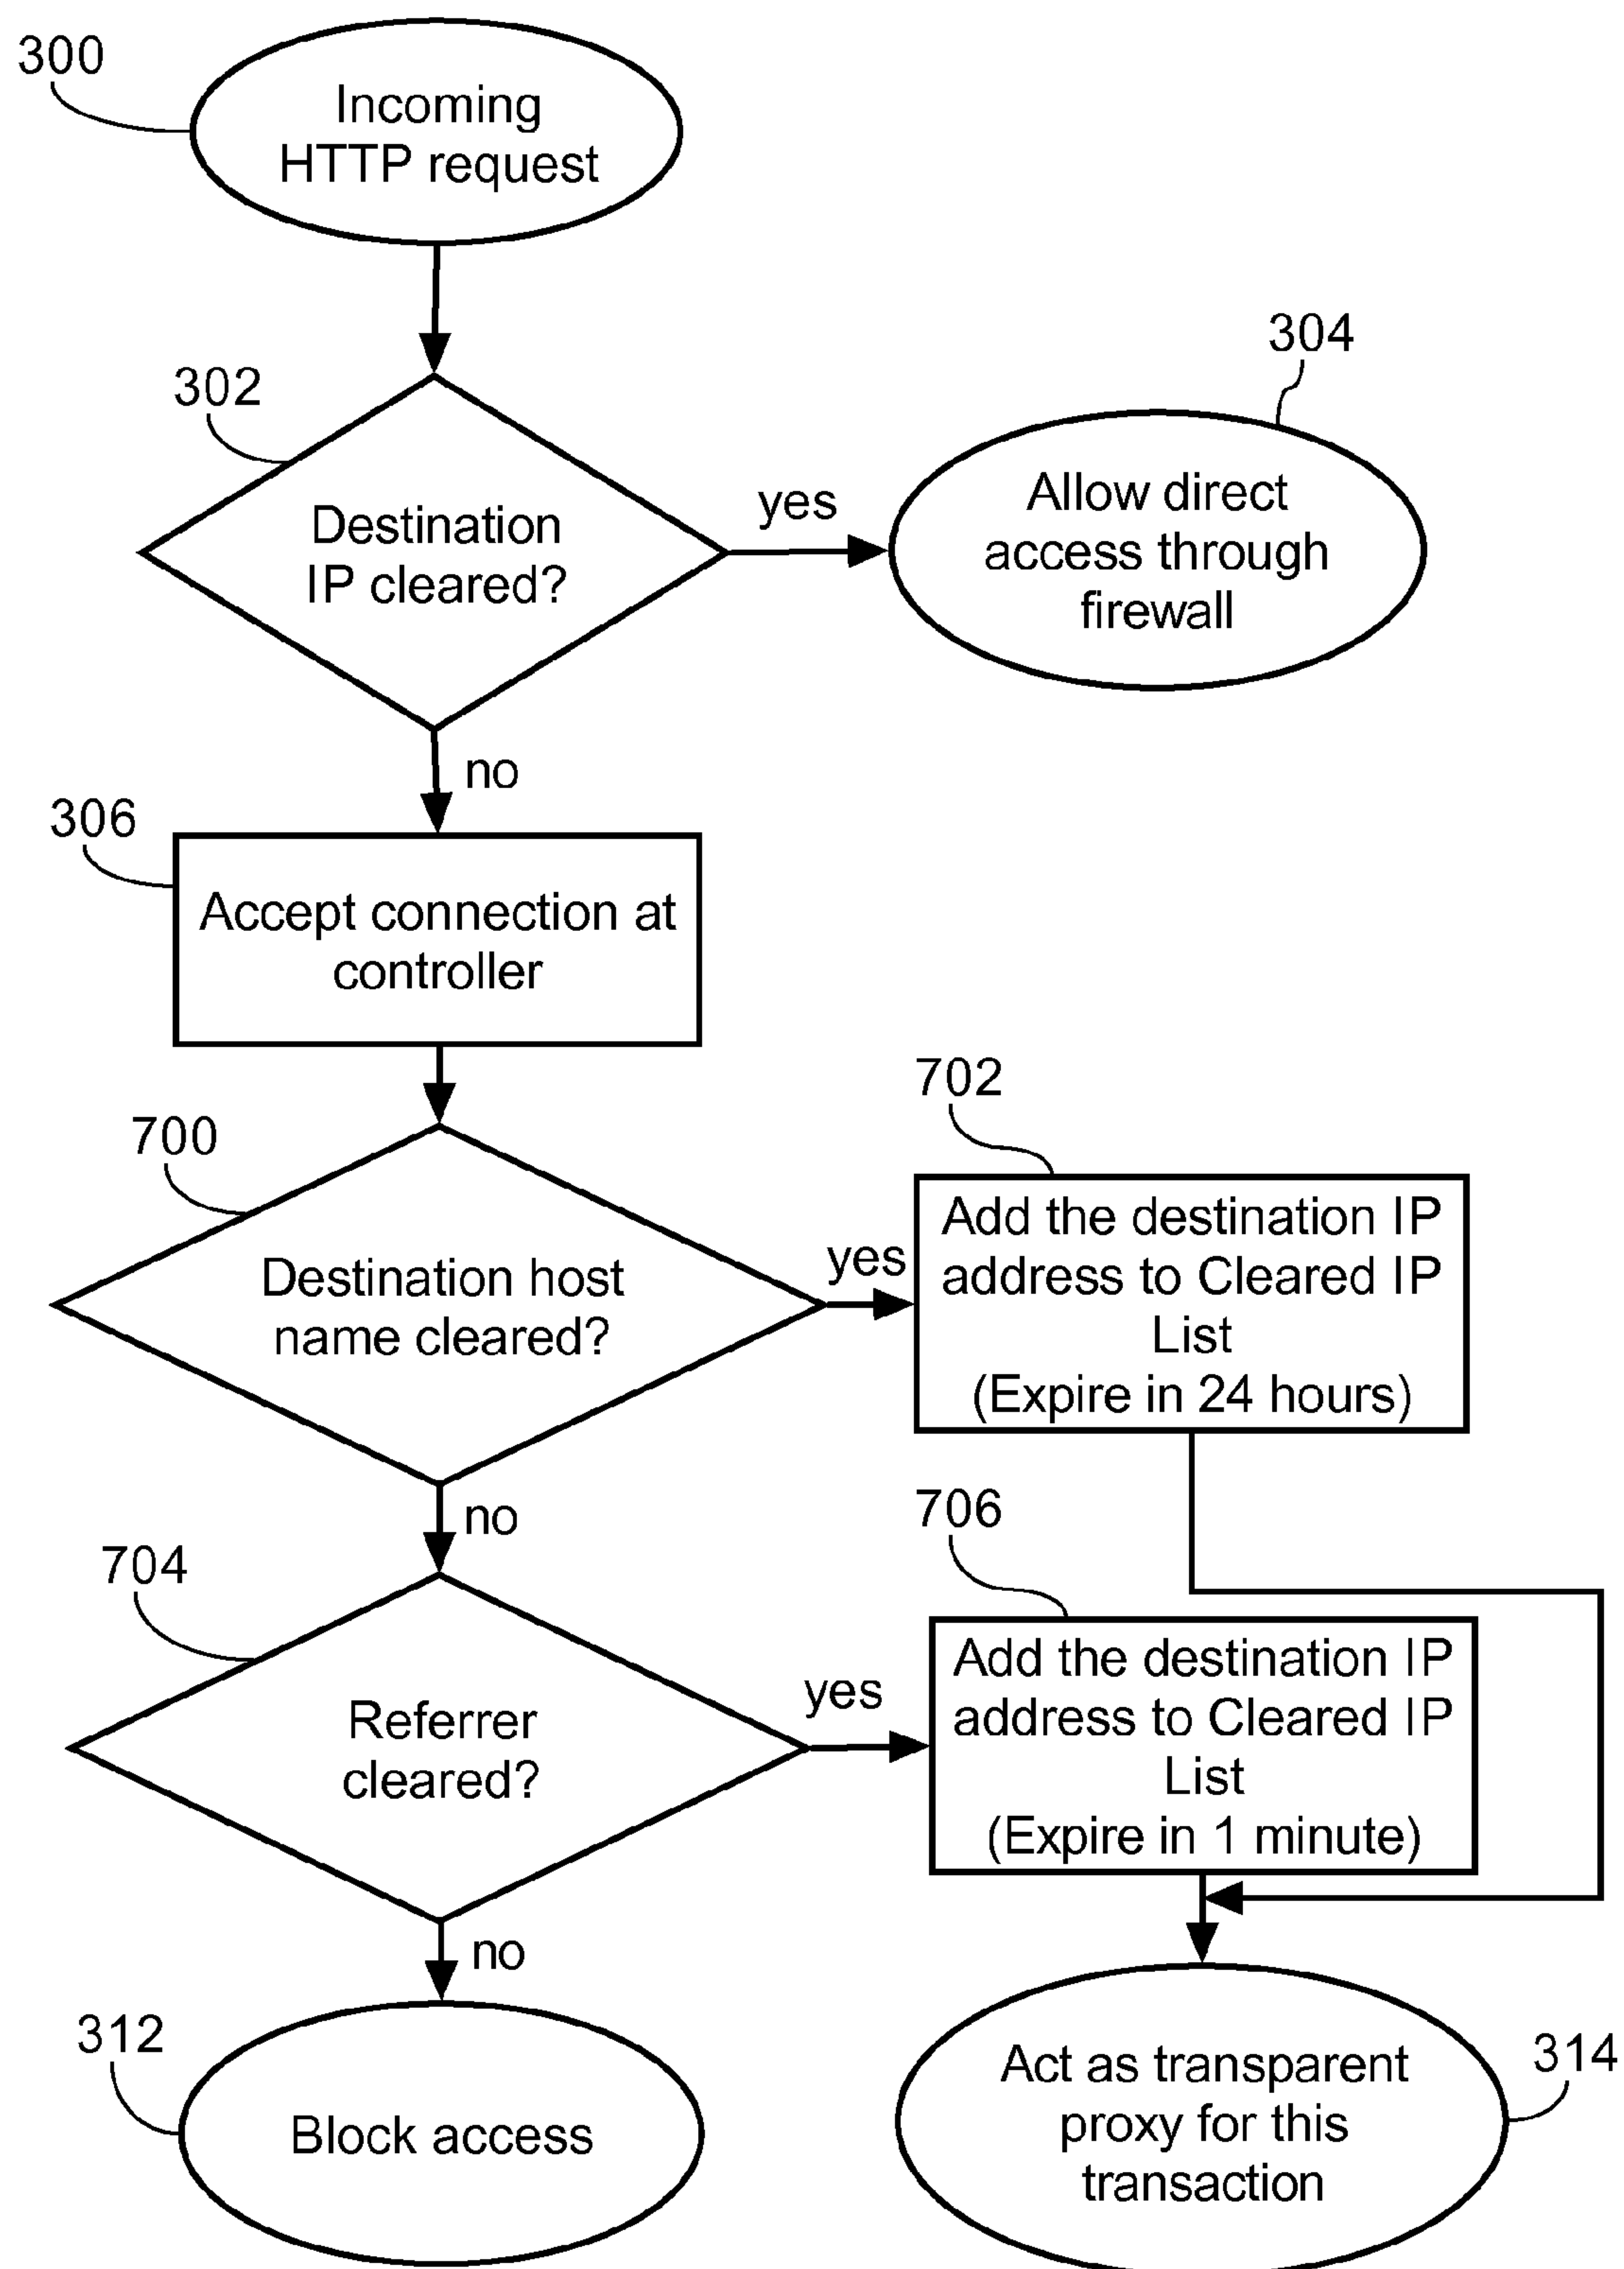 300
Incoming
HTTP request
304
302
Destination
IP cleared?
yes
Allow direct
access through
firewall
no
306
Accept connection at
controller
702
700
Destination host
name cleared?
yes
Add the destination IP
address to Cleared IP
List
(Expire in 24 hours)
no
706
704
Referrer
cleared?
yes
Add the destination IP
address to Cleared IP
List
(Expire in 1 minute)
no
312
Block access
314
Act as transparent
proxy for this
transaction